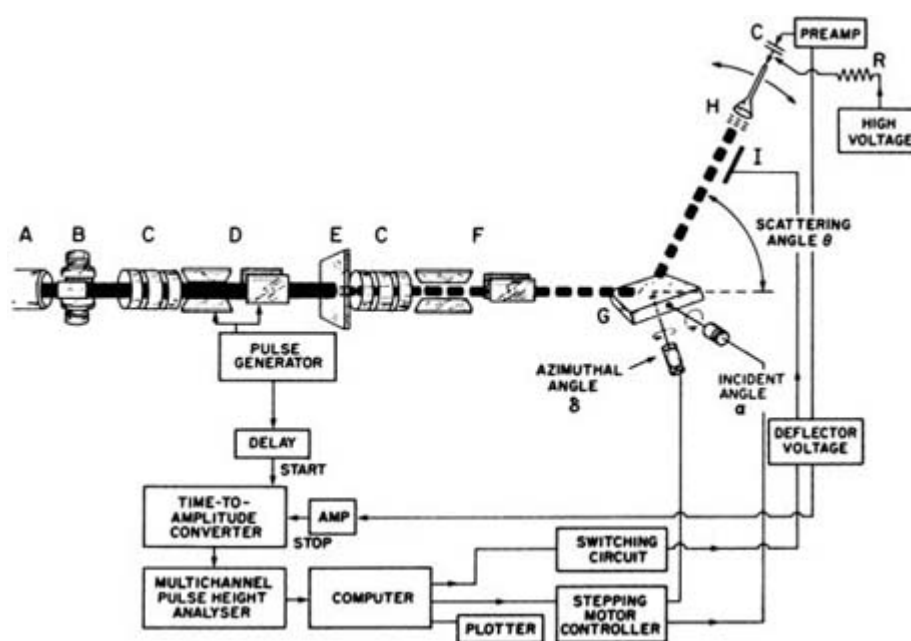 C
PREAMP
R
H
HIGH
VOLTAGE
I
A
B
C
D
E
C
F
SCATTERING
ANGLE θ
G
PULSE
GENERATOR
AZIMUTHAL
ANGLE
δ
INCIDENT
ANGLE
α
DELAY
START
DEFLECTOR
VOLTAGE
TIME-TO-
AMPLITUDE
CONVERTER
AMP
STOP
SWITCHING
CIRCUIT
MULTICHANNEL
PULSE HEIGHT
ANALYSER
COMPUTER
STEPPING
MOTOR
CONTROLLER
PLOTTER